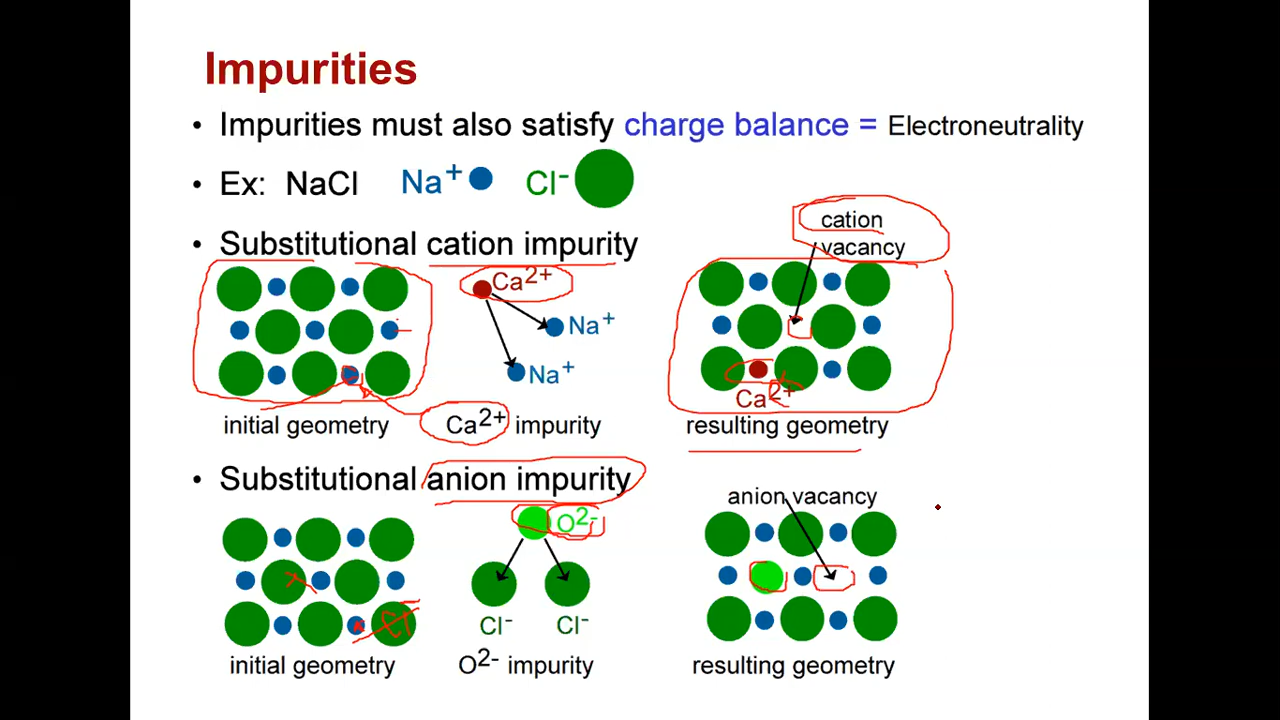 Impurities
• Impurities must also satisfy charge balance = Electroneutrality
• Ex: NaCl Na+ Cl-
cation
vacancy
• Substitutional cation impurity
Ca2+
Na+
Na+
Ca2+
initial geometry
Ca2+ impurity
resulting geometry
• Substitutional anion impurity
anion vacancy
O2-
Cl- Cl-
initial geometry
O2- impurity
resulting geometry